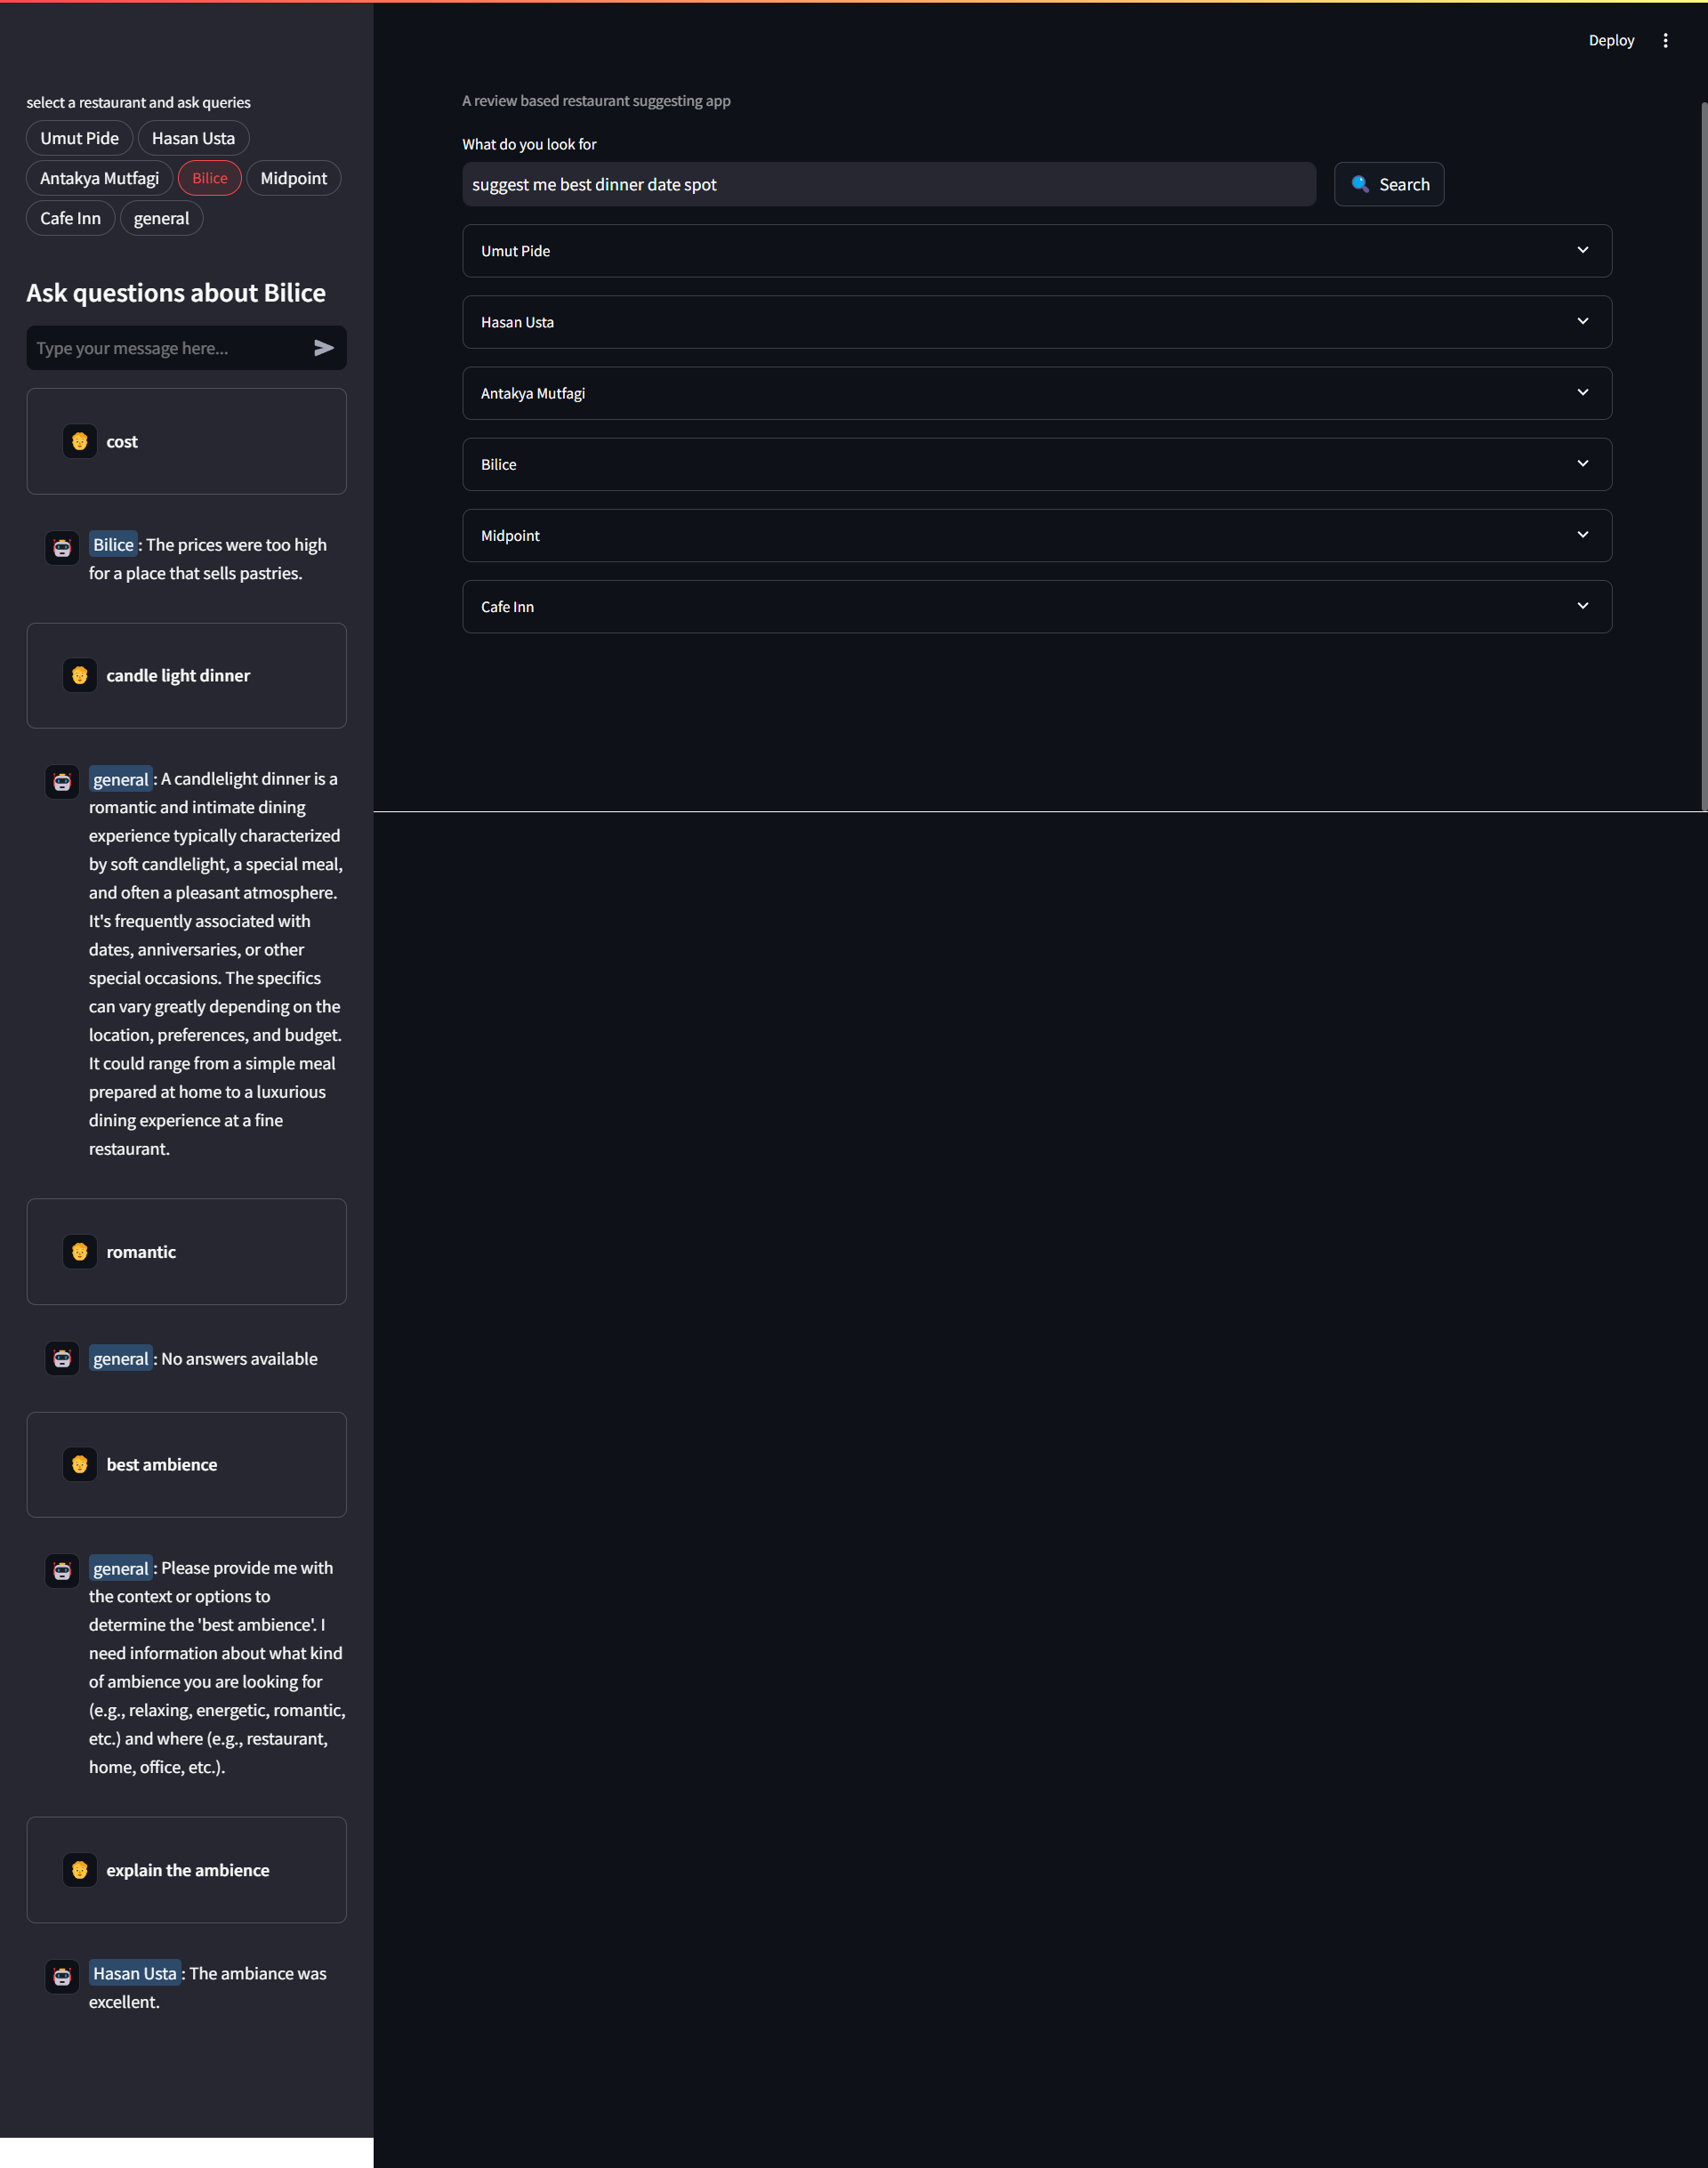 select a restaurant and ask queries
Umut Pide
Hasan Usta
Antakya Mutfagi
Bilice
Midpoint
Cafe Inn
general
Ask questions about Bilice
Type your message here...
cost
Bilice: The prices were too high
for a place that sells pastries.
candle light dinner
general: A candlelight dinner is a
romantic and intimate dining
experience typically characterized
by soft candlelight, a special meal,
and often a pleasant atmosphere.
It's frequently associated with
dates, anniversaries, or other
special occasions. The specifics
can vary greatly depending on the
location, preferences, and budget.
It could range from a simple meal
prepared at home to a luxurious
dining experience at a fine
restaurant.
romantic
general: No answers available
best ambience
general: Please provide me with
the context or options to
determine the 'best ambience'. I
need information about what kind
of ambience you are looking for
(e.g., relaxing, energetic, romantic,
etc.) and where (e.g., restaurant,
home, office, etc.).
explain the ambience
Hasan Usta: The ambiance was
excellent.
Deploy
A review based restaurant suggesting app
What do you look for
suggest me best dinner date spot
Search
Umut Pide
Hasan Usta
Antakya Mutfagi
Bilice
Midpoint
Cafe Inn